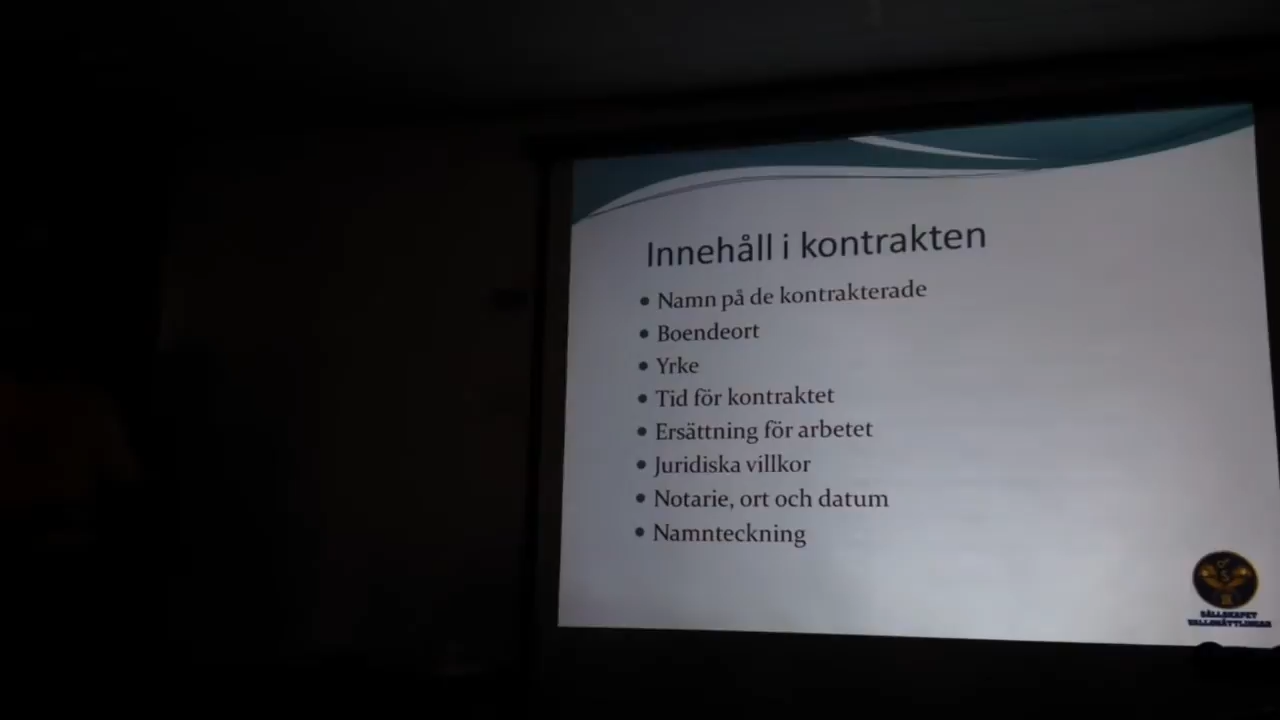 Innehåll i kontrakten
• Namn på de kontrakterade
• Boendeort
• Yrke
• Tid för kontraktet
• Ersättning för arbetet
• Juridiska villkor
• Notarie, ort och datum
• Namnteckning
SÄLLSKAPET